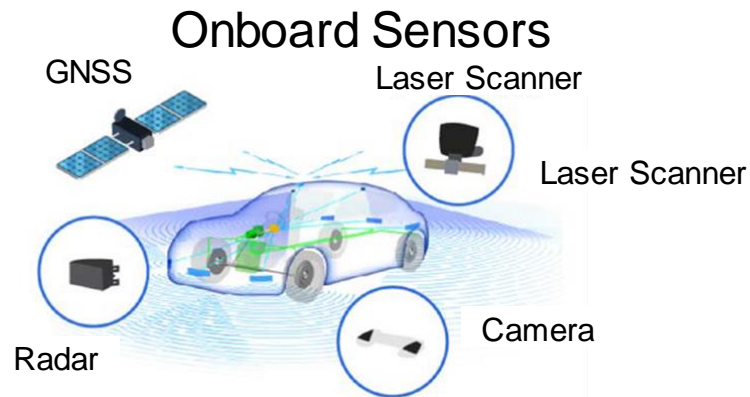 Onboard Sensors
GNSS
Laser Scanner
Laser Scanner
Camera
Radar